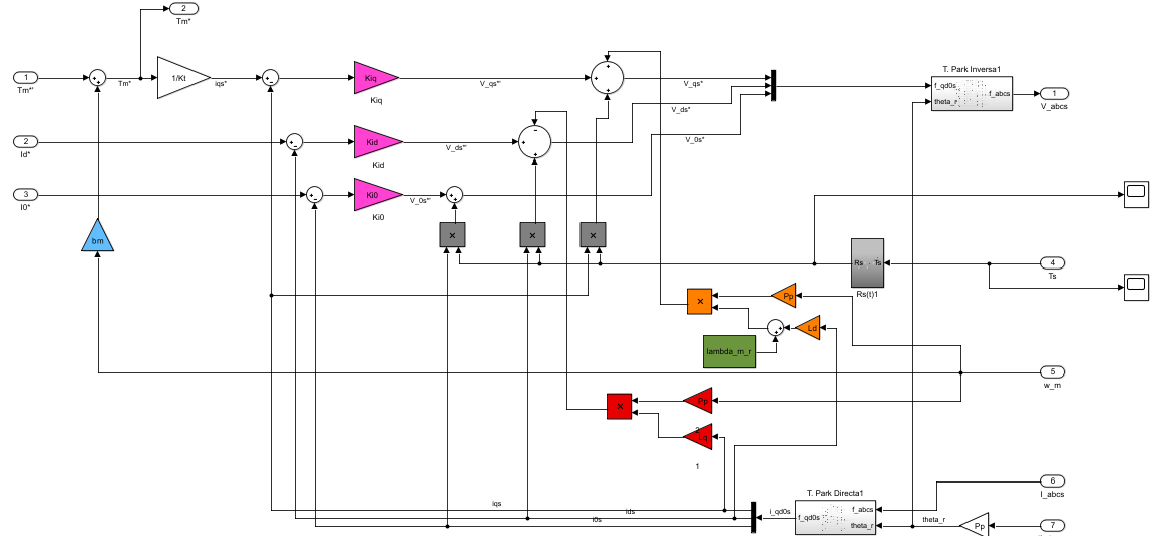 2
Tm*
1
Tm*'
Tm*
1/Kt
iqs*
Kiq
Kiq
V_qs*'
V_qs*
T. Park Inversa1
f_qd0s
theta_r
f_abcs
1
V_abcs
2
Id*
Kid
Kid
V_ds*'
V_ds*
V_0s*
3
I0*
Ki0
Ki0
V_0s*'
bm
×
×
×
Rs
Ts
Rs(t)1
4
Ts
×
Pp
Ld
lambda_m_r
5
w_m
×
Pp
2
Lq
1
6
I_abcs
iqs
ids
i0s
i_qd0s
T. Park Directa1
f_qd0s
f_abcs
theta_r
theta_r
Pp
7